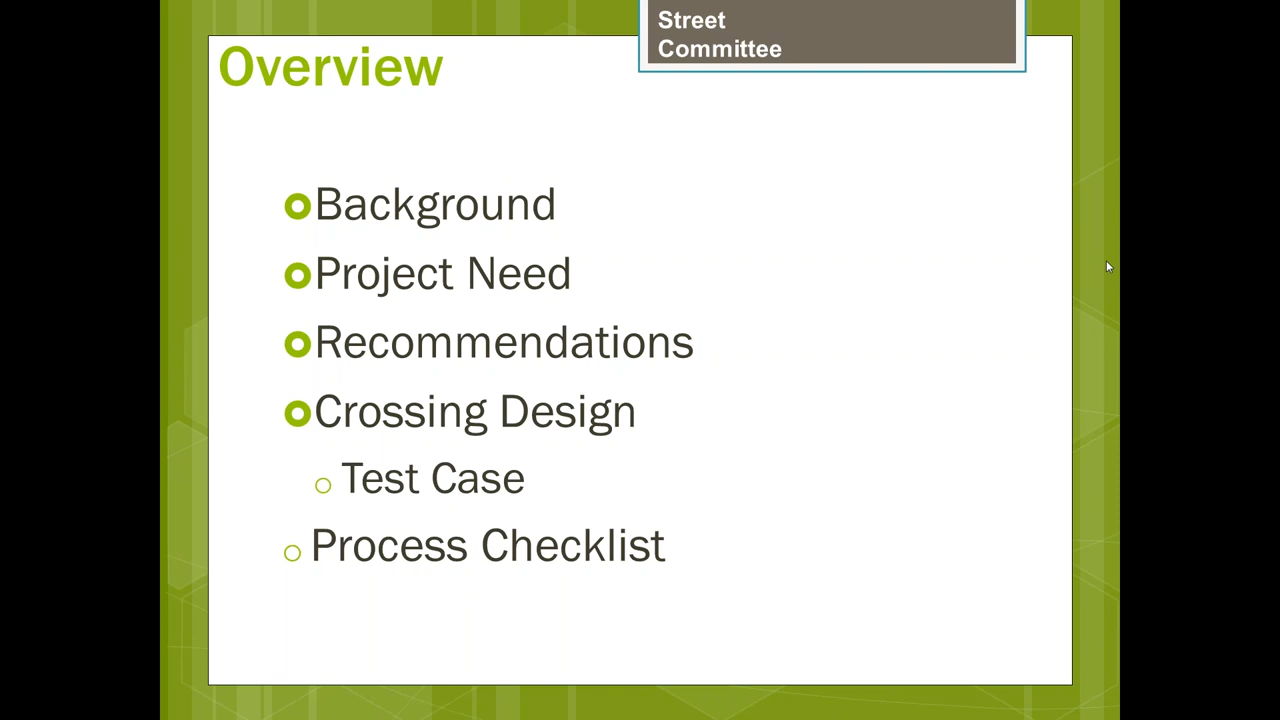 Street
Committee
Overview
Background
Project Need
Recommendations
Crossing Design
Test Case
Process Checklist